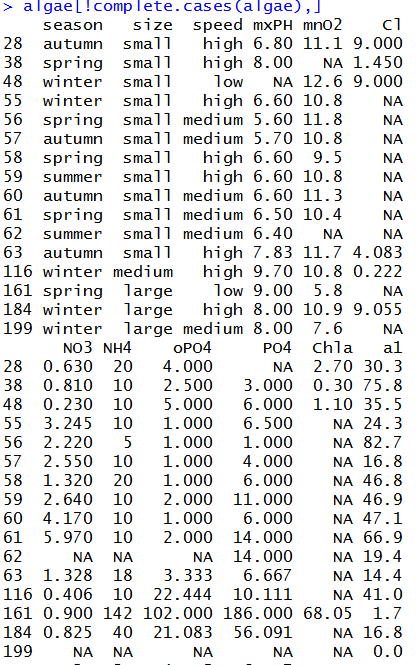 > algae[!complete.cases(algae),]
season size speed mxPH mnO2 Cl
28 autumn small high 6.80 11.1 9.000
38 spring small high 8.00 NA 1.450
48 winter small low NA 12.6 9.000
55 winter small high 6.60 10.8 NA
56 spring small medium 5.60 11.8 NA
57 autumn small medium 5.70 10.8 NA
58 spring small high 6.60 9.5 NA
59 summer small high 6.60 10.8 NA
60 autumn small medium 6.60 11.3 NA
61 spring small medium 6.50 10.4 NA
62 summer small medium 6.40 NA NA
63 autumn small high 7.83 11.7 4.083
116 winter medium high 9.70 10.8 0.222
161 spring large low 9.00 5.8 NA
184 winter large high 8.00 10.9 9.055
199 winter large medium 8.00 7.6 NA
NO3 NH4 oPO4 PO4 Chla a1
28 0.630 20 4.000 NA 2.70 30.3
38 0.810 10 2.500 3.000 0.30 75.8
48 0.230 10 5.000 6.000 1.10 35.5
55 3.245 10 1.000 6.500 NA 24.3
56 2.220 5 1.000 1.000 NA 82.7
57 2.550 10 1.000 4.000 NA 16.8
58 1.320 20 1.000 6.000 NA 46.8
59 2.640 10 2.000 11.000 NA 46.9
60 4.170 10 1.000 6.000 NA 47.1
61 5.970 10 2.000 14.000 NA 66.9
62 NA NA NA 14.000 NA 19.4
63 1.328 18 3.333 6.667 NA 14.4
116 0.406 10 22.444 10.111 NA 41.0
161 0.900 142 102.000 186.000 68.05 1.7
184 0.825 40 21.083 56.091 NA 16.8
199 NA NA NA NA NA 0.0